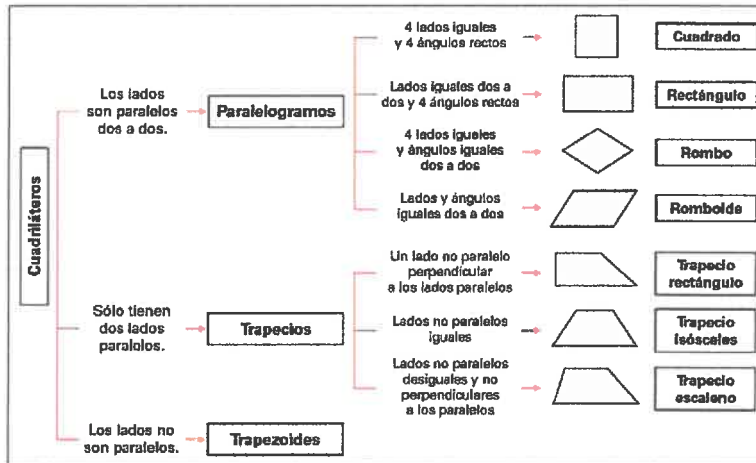 Cuadriláteros
Los lados
son paralelos
dos a dos.
Paralelogramos
4 lados iguales
y 4 ángulos rectos
Cuadrado
Lados iguales dos a
dos y 4 ángulos rectos
Rectángulo
4 lados iguales
y ángulos iguales
dos a dos
Rombo
Lados y ángulos
iguales dos a dos
Romboide
Sólo tienen
dos lados
paralelos.
Trapecios
Un lado no paralelo
perpendicular
a los lados paralelos
Trapecio
rectángulo
Lados no paralelos
iguales
Trapecio
isósceles
Lados no paralelos
desiguales y no
perpendiculares
a los paralelos
Trapecio
escaleno
Los lados no
son paralelos.
Trapezoides